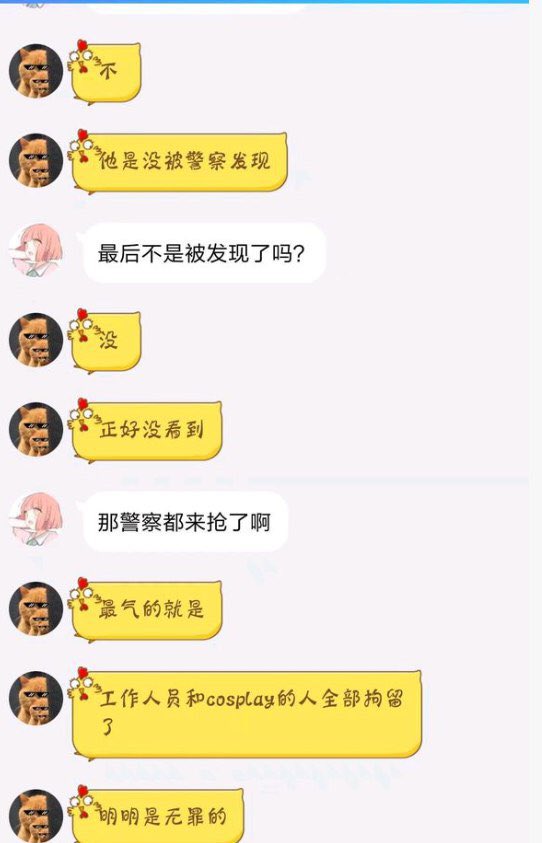 不
他是没被警察发现
最后不是被发现了吗?
没
正好没看到
那警察都来抢了啊
最气的就是
工作人员和cosplay的人全部拘留
了
明明是无罪的